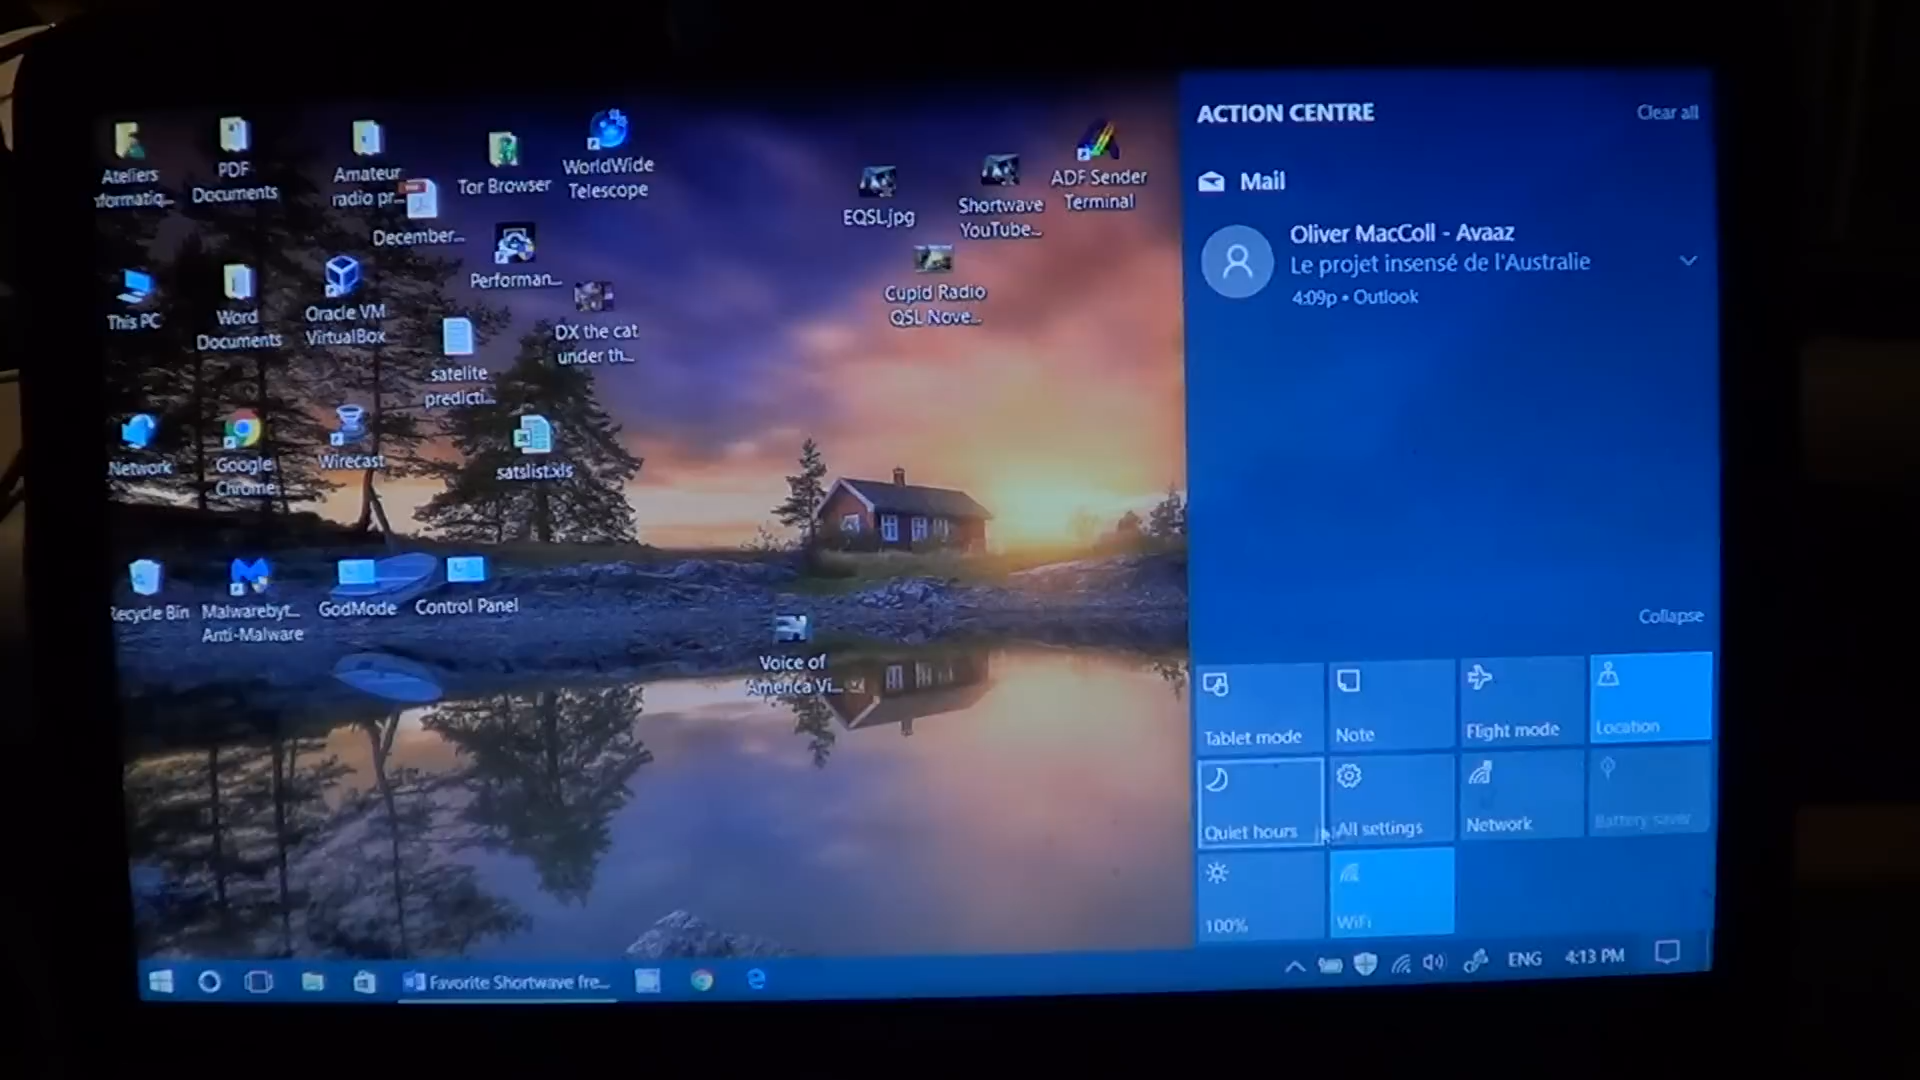 Ateliers
nformatiq...
PDF
Documents
Amateur
radio pr...
December...
Tor Browser
WorldWide
Telescope
EQSL.jpg
Shortwave
YouTube...
ADF Sender
Terminal
This PC
Word
Documents
Oracle VM
VirtualBox
Performan...
satelite
predicti...
DX the cat
under th...
Cupid Radio
QSL Nove...
Network
Google
Chrome
Wirecast
satslist.xls
Recycle Bin
Malwarebyt...
Anti-Malware
GodMode
Control Panel
Voice of
America Vi...
ACTION CENTRE
Clear all
Mail
Oliver MacColl - Avaaz
Le projet insensé de l'Australie
4:09p • Outlook
Collapse
Tablet mode
Note
Flight mode
Location
Quiet hours
All settings
Network
Battery saver
100%
WiFi
Favorite Shortwave fre...
ENG
4:13 PM